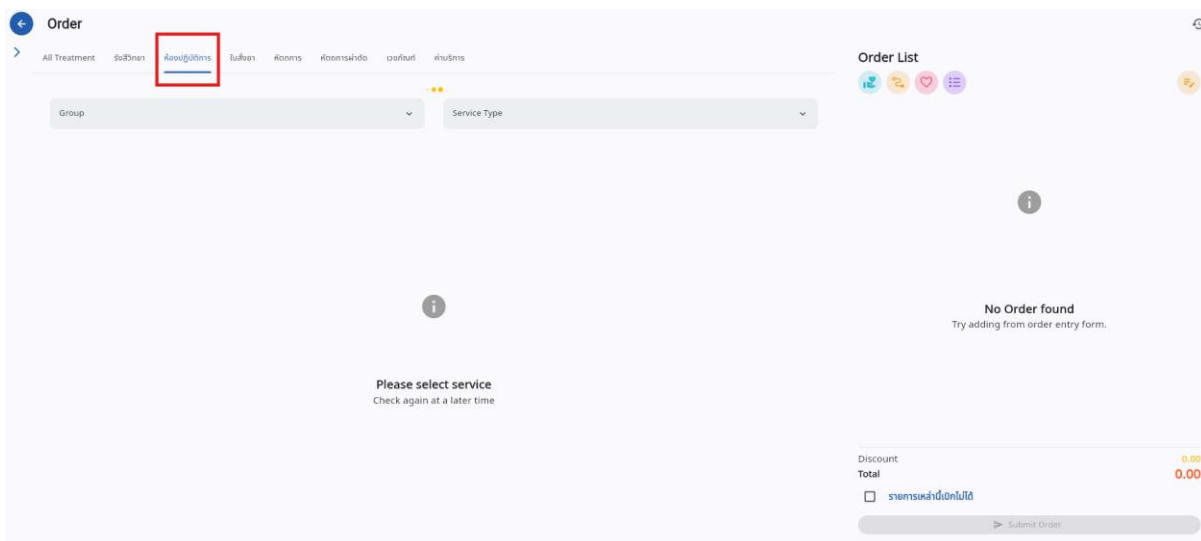 Order
All Treatment รังสีวิทยา ห้องปฏิบัติการ ใบสั่งยา หัตถการ หัตถการผ่าตัด เวชภัณฑ์ ค่าบริการ
Group
Service Type
Please select service
Check again at a later time
Order List
No Order found
Try adding from order entry form.
Discount 0.00
Total 0.00
รายการเหล่านี้เบิกไม่ได้
Submit Order